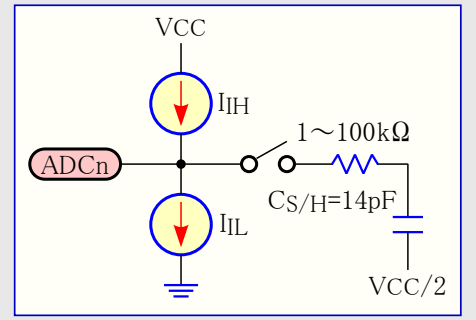 VCC
IIH
1～100kΩ
ADCn
CS/H=14pF
IIL
VCC/2